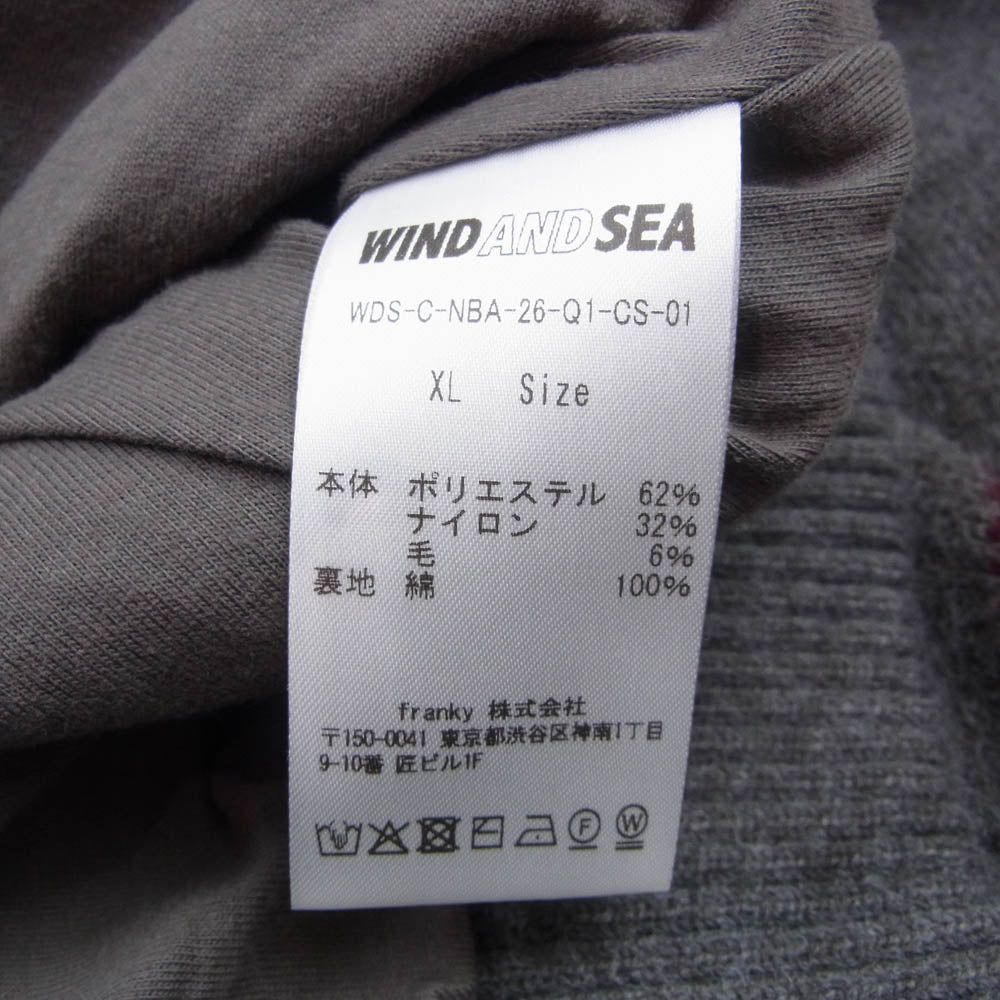 WIND AND SEA
WDS-C-NBA-26-Q1-CS-01
XL Size
本体 ポリエステル 62%
ナイロン 32%
毛 6%
裏地 綿 100%
franky 株式会社
〒150-0041 東京都渋谷区神南1丁目
9-10番 匠ビル1F
F W